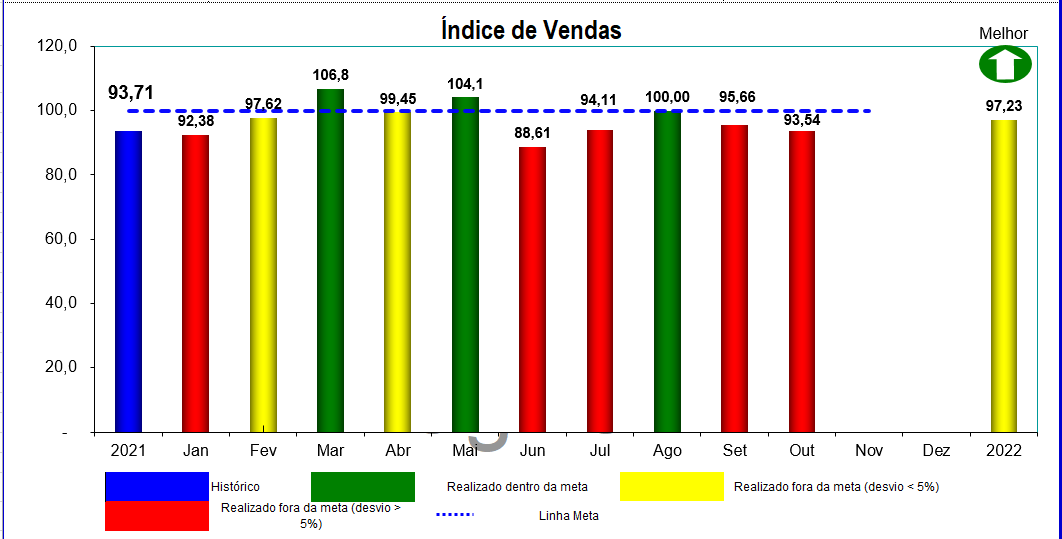 Índice de Vendas
Melhor
120,0
100,0
80,0
60,0
40,0
20,0
-
93,71
92,38
97,62
106,8
99,45
104,1
88,61
94,11
100,00
95,66
93,54
97,23
2021 Jan Fev Mar Abr Mai Jun Jul Ago Set Out Nov Dez 2022
Histórico
Realizado dentro da meta
Realizado fora da meta (desvio < 5%)
Realizado fora da meta (desvio >
5%)
Linha Meta